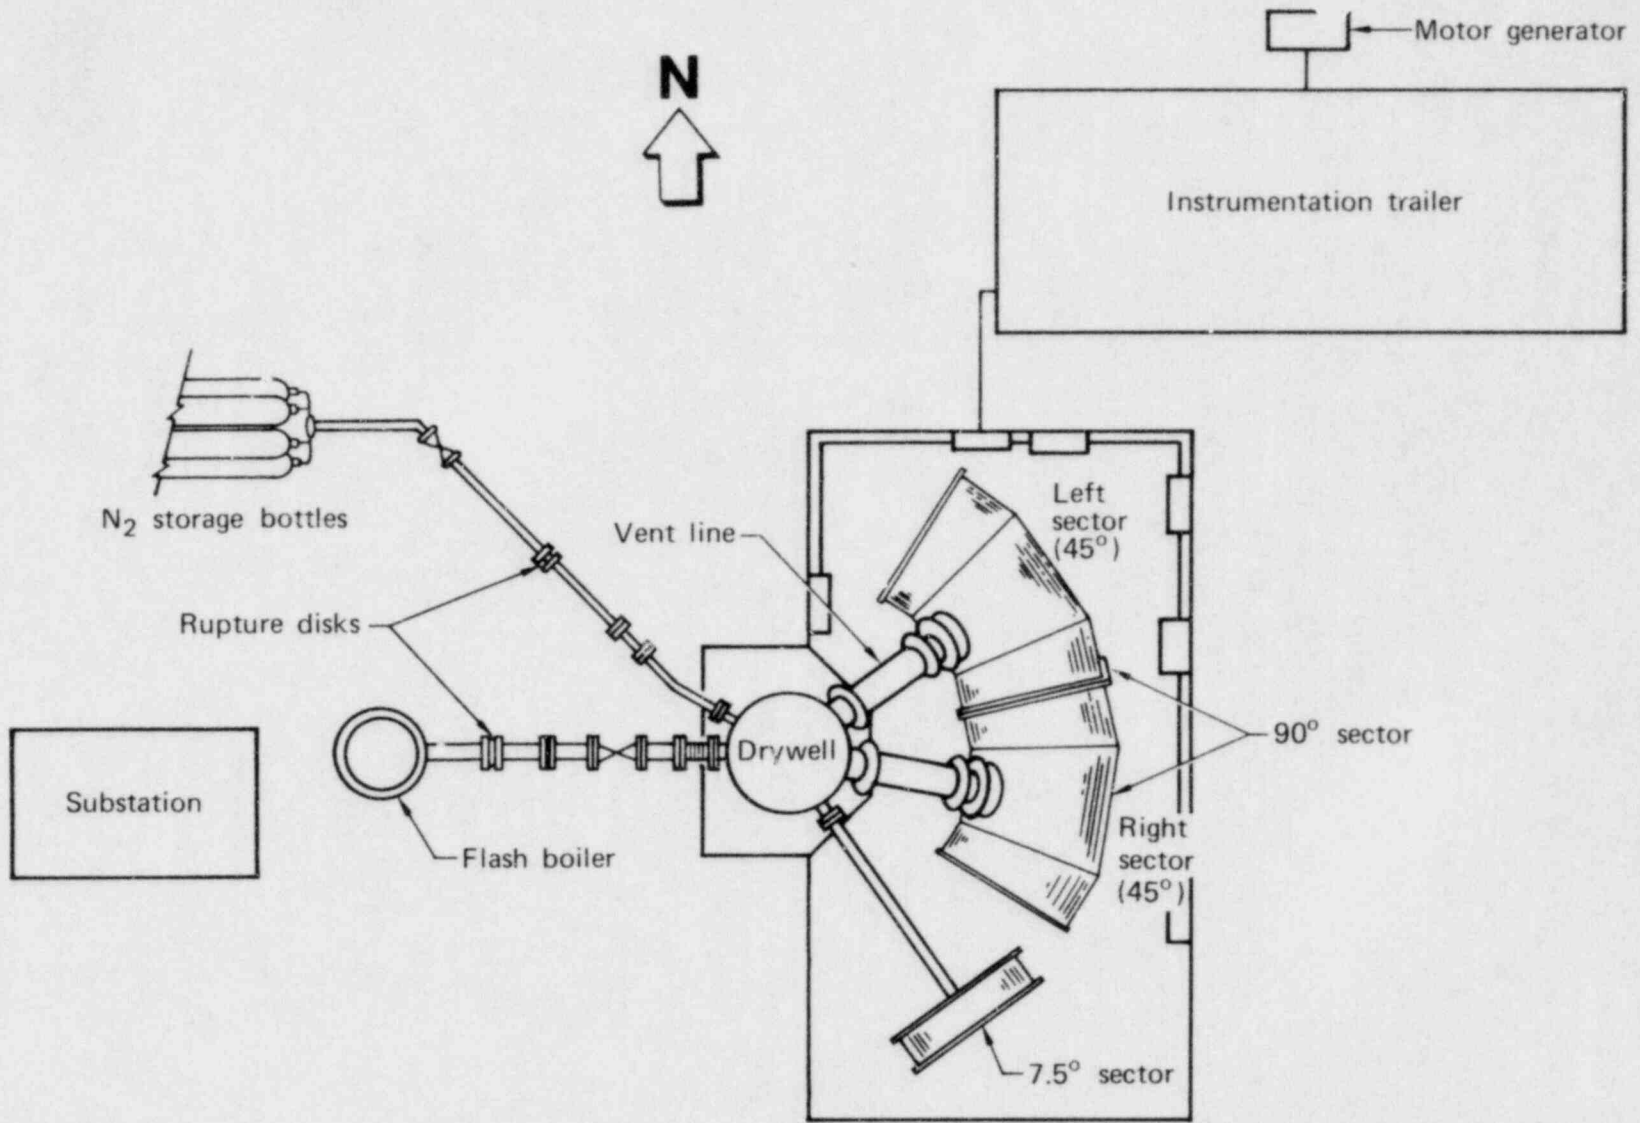 Motor generator
N
Instrumentation trailer
N₂ storage bottles
Left
sector
(45°)
Vent line
Rupture disks
Drywell
90° sector
Substation
Flash boiler
Right
sector
(45°)
7.5° sector